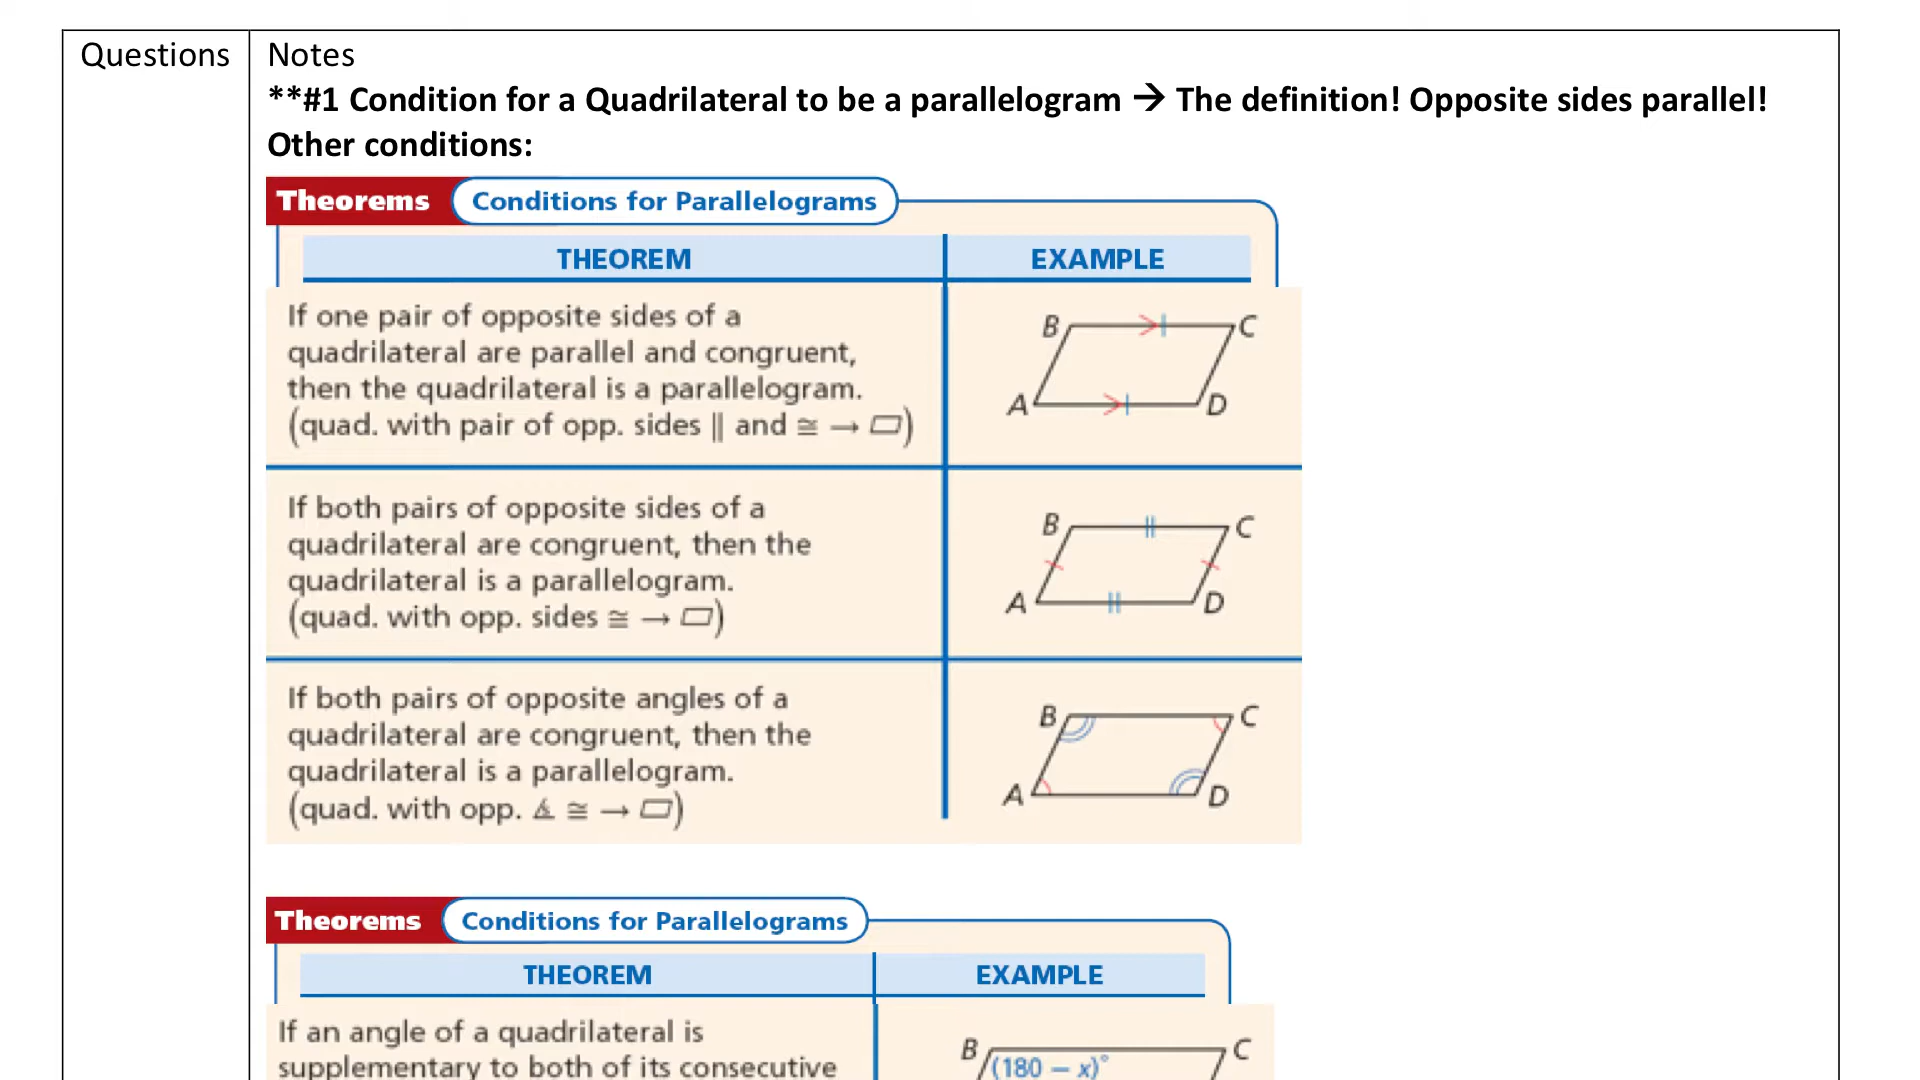 Questions
Notes
**#1 Condition for a Quadrilateral to be a parallelogram → The definition! Opposite sides parallel!
Other conditions:
Theorems Conditions for Parallelograms
THEOREM EXAMPLE
If one pair of opposite sides of a
quadrilateral are parallel and congruent,
then the quadrilateral is a parallelogram.
(quad. with pair of opp. sides || and ≅ → ▱)
B C
A D
If both pairs of opposite sides of a
quadrilateral are congruent, then the
quadrilateral is a parallelogram.
(quad. with opp. sides ≅ → ▱)
B C
A D
If both pairs of opposite angles of a
quadrilateral are congruent, then the
quadrilateral is a parallelogram.
(quad. with opp. ∡ ≅ → ▱)
B C
A D
Theorems Conditions for Parallelograms
THEOREM EXAMPLE
If an angle of a quadrilateral is
supplementary to both of its consecutive
B C
(180 − x)°